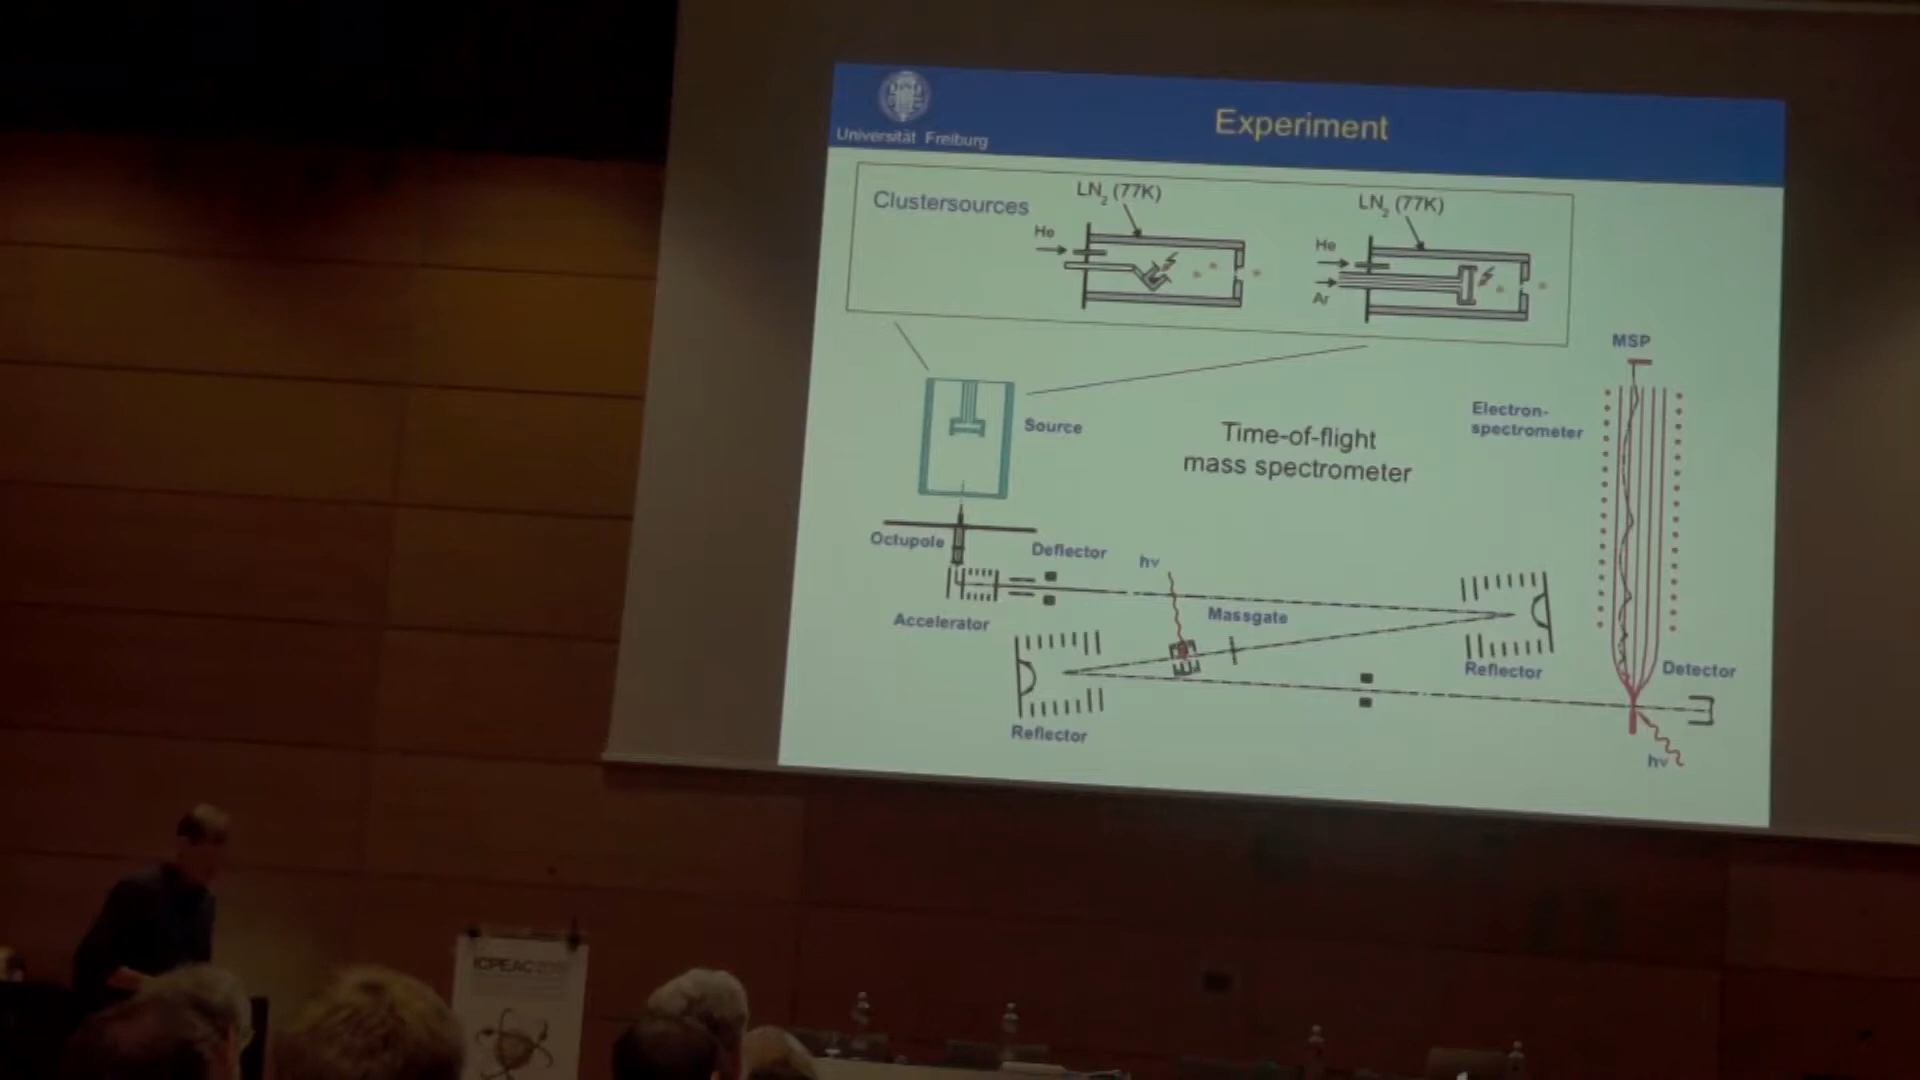 Universität Freiburg
Experiment
Clustersources
LN2 (77K)
He
LN2 (77K)
He
Ar
MSP
Electron-
spectrometer
Source
Time-of-flight
mass spectrometer
Octupole
Deflector
hν
Accelerator
Massgate
Reflector
Detector
Reflector
hν
ICPEAC